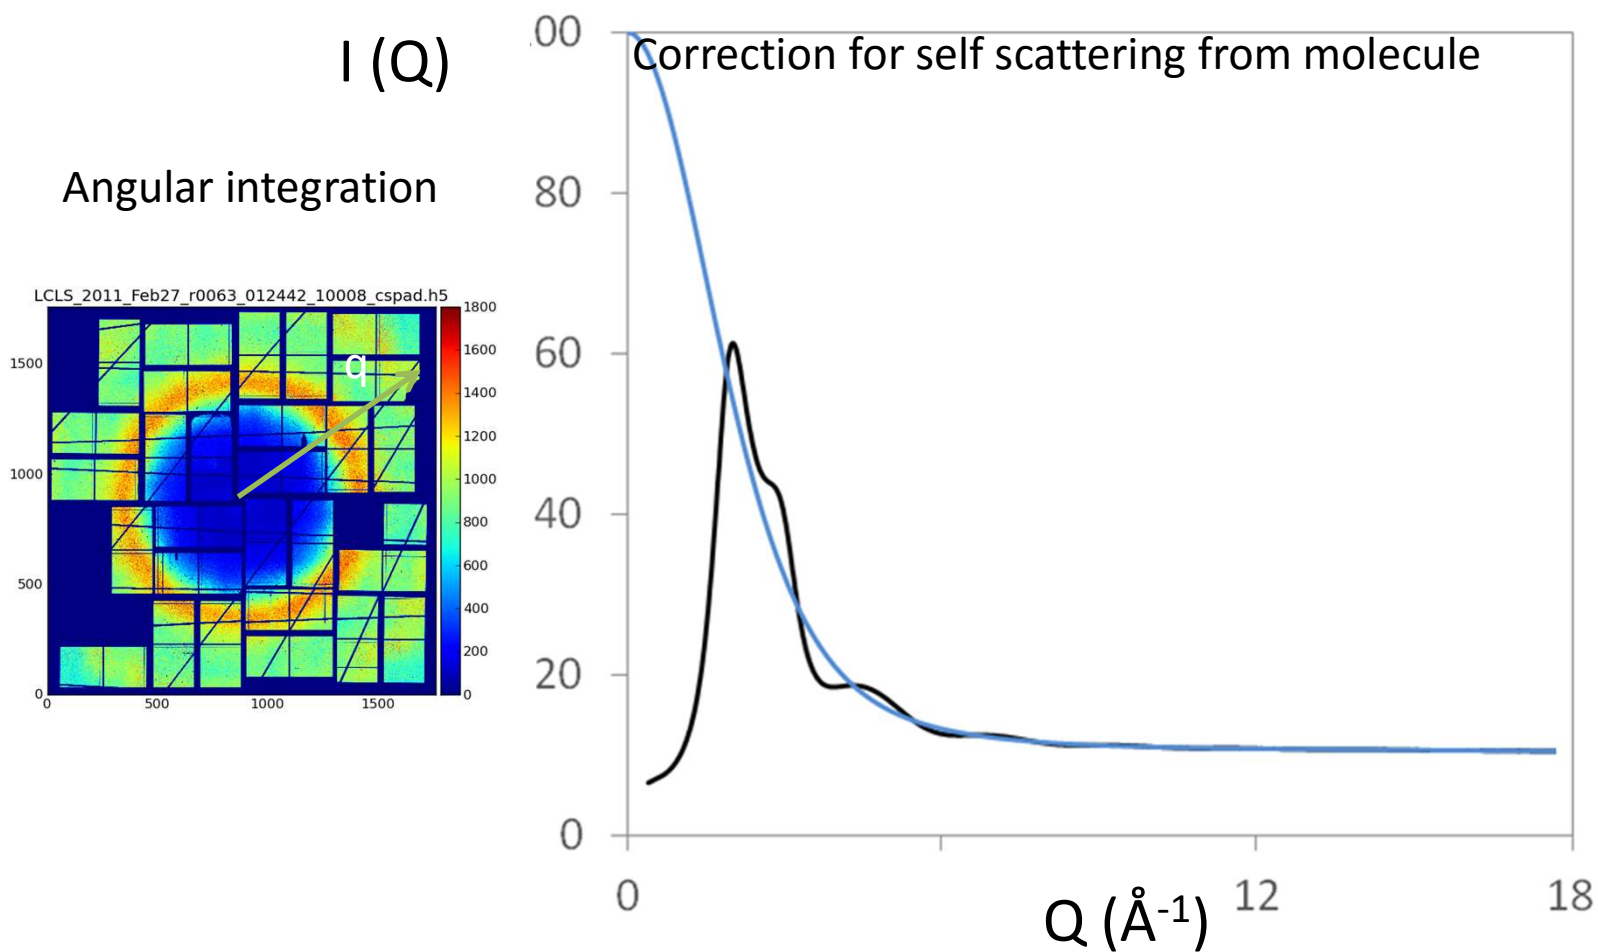 I (Q)
Correction for self scattering from molecule
Angular integration
LCLS_2011_Feb27_r0063_012442_10008_cspad.h5
q
1500
1000
500
0
0 500 1000 1500
1800
1600
1400
1200
1000
800
600
400
200
0
00
80
60
40
20
0
0 12 18
Q (Å⁻¹)